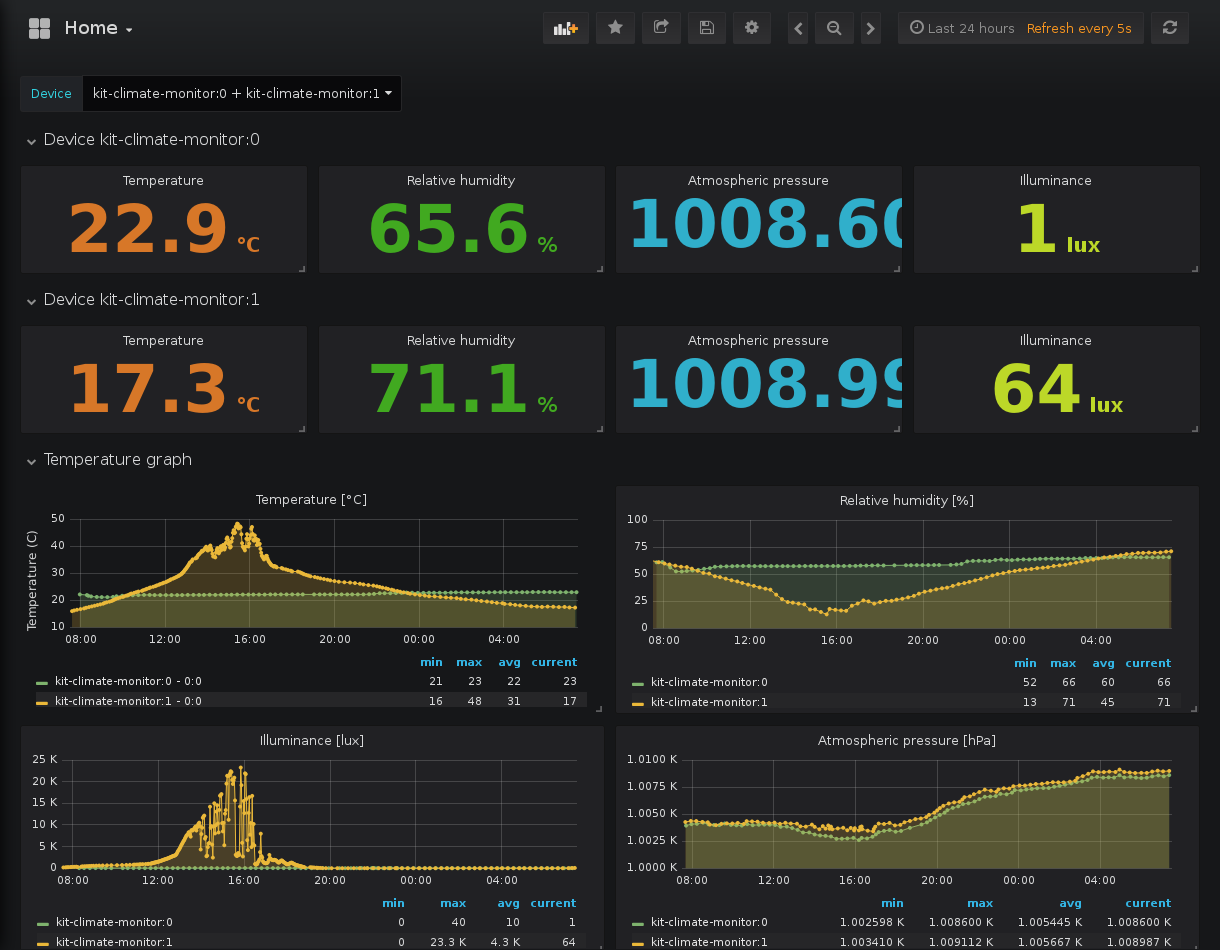 Home
Last 24 hours Refresh every 5s
Device kit-climate-monitor:0 + kit-climate-monitor:1
Device kit-climate-monitor:0
Temperature Relative humidity Atmospheric pressure Illuminance
22.9 °C 65.6 % 1008.60 1 lux
Device kit-climate-monitor:1
Temperature Relative humidity Atmospheric pressure Illuminance
17.3 °C 71.1 % 1008.99 64 lux
Temperature graph
Temperature [°C]
Temperature (C)
50
40
30
20
10
08:00 12:00 16:00 20:00 00:00 04:00
min max avg current
kit-climate-monitor:0 - 0:0 21 23 22 23
kit-climate-monitor:1 - 0:0 16 48 31 17
Relative humidity [%]
100
75
50
25
0
08:00 12:00 16:00 20:00 00:00 04:00
min max avg current
kit-climate-monitor:0 52 66 60 66
kit-climate-monitor:1 13 71 45 71
Illuminance [lux]
25 K
20 K
15 K
10 K
5 K
0
08:00 12:00 16:00 20:00 00:00 04:00
min max avg current
kit-climate-monitor:0 0 40 10 1
kit-climate-monitor:1 0 23.3 K 4.3 K 64
Atmospheric pressure [hPa]
1.0100 K
1.0075 K
1.0050 K
1.0025 K
1.0000 K
08:00 12:00 16:00 20:00 00:00 04:00
min max avg current
kit-climate-monitor:0 1.002598 K 1.008600 K 1.005445 K 1.008600 K
kit-climate-monitor:1 1.003410 K 1.009112 K 1.005667 K 1.008987 K